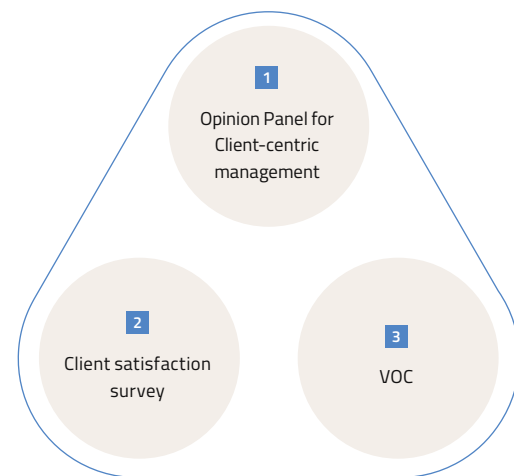 1
Opinion Panel for
Client-centric
management
2
Client satisfaction
survey
3
VOC